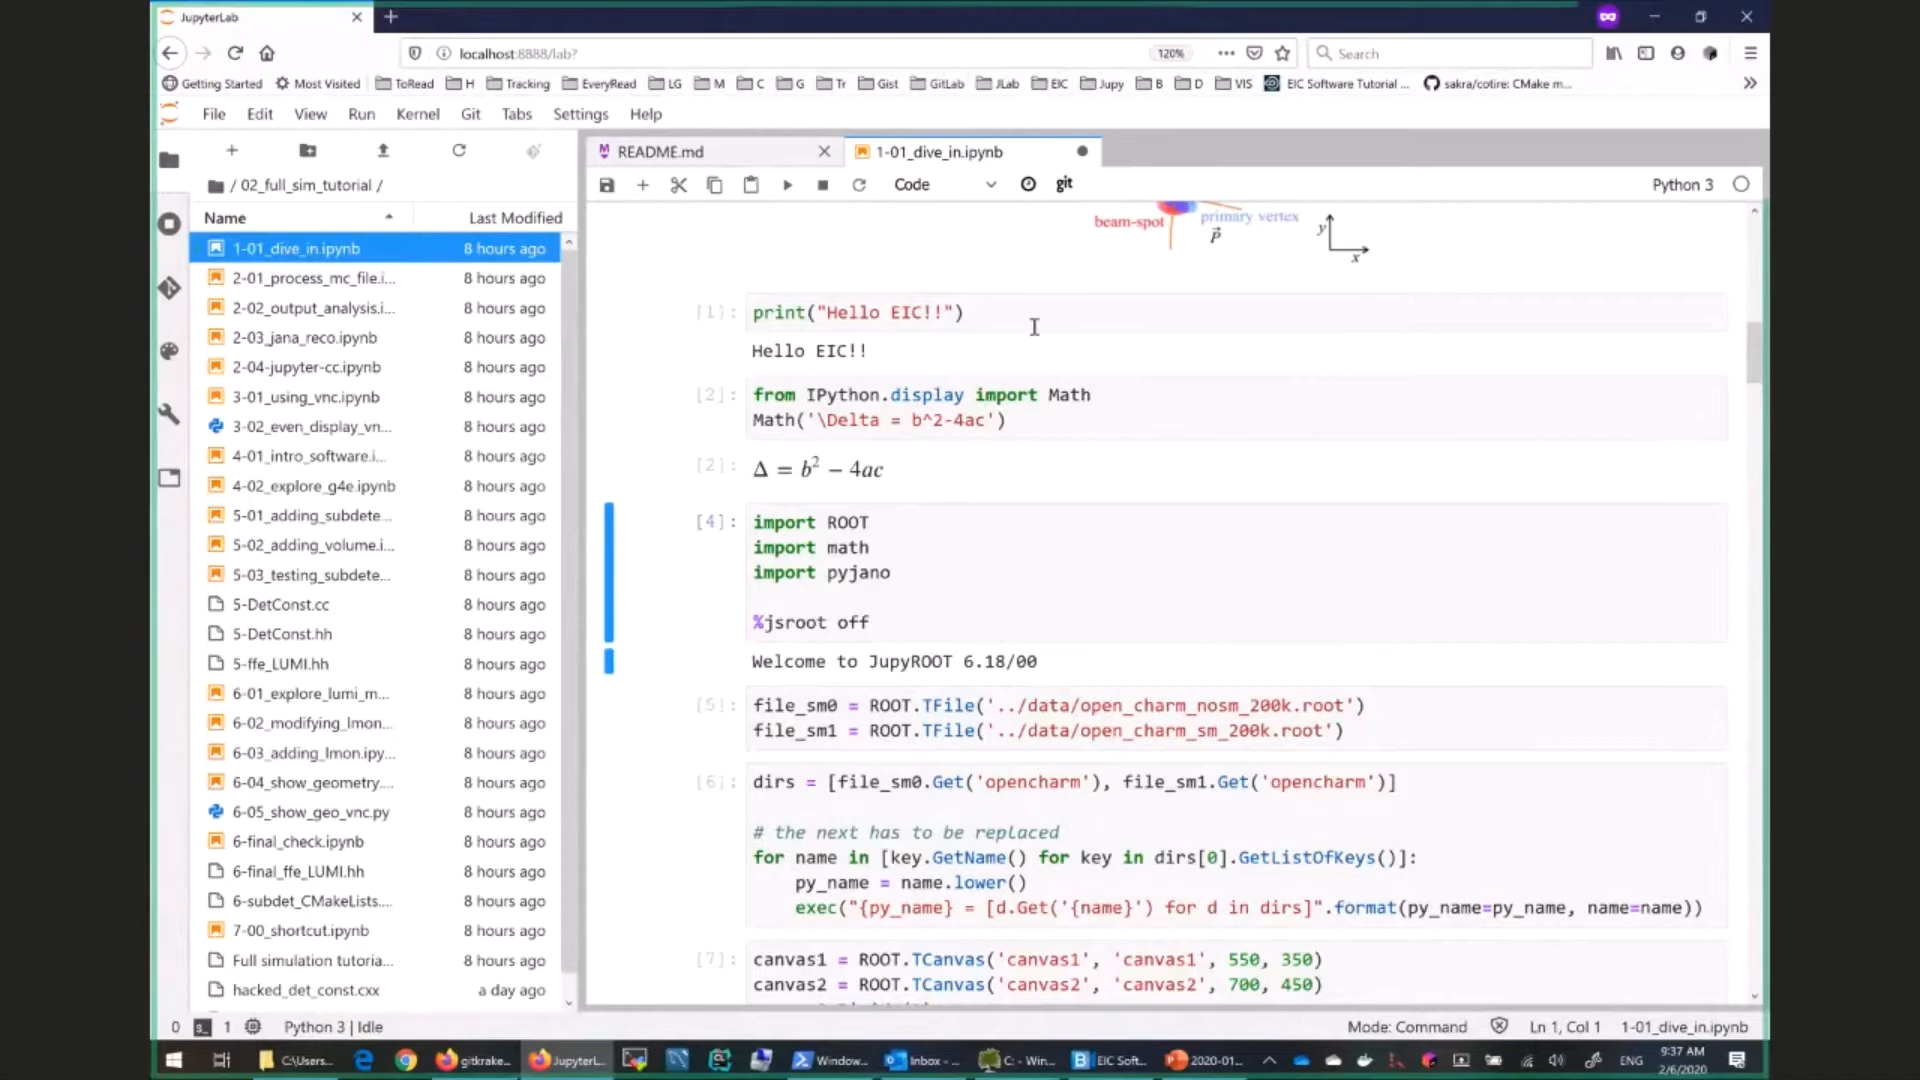 JupyterLab
localhost:8888/lab?
120%
Search
Getting Started
Most Visited
ToRead
H
Tracking
EveryRead
LG
M
C
G
Tr
Gist
GitLab
JLab
EIC
Jupy
B
D
VIS
EIC Software Tutorial ...
sakra/cotire: CMake m...
File Edit View Run Kernel Git Tabs Settings Help
/ 02_full_sim_tutorial /
Name Last Modified
1-01_dive_in.ipynb 8 hours ago
2-01_process_mc_file.i... 8 hours ago
2-02_output_analysis.i... 8 hours ago
2-03_jana_reco.ipynb 8 hours ago
2-04-jupyter-cc.ipynb 8 hours ago
3-01_using_vnc.ipynb 8 hours ago
3-02_even_display_vn... 8 hours ago
4-01_intro_software.i... 8 hours ago
4-02_explore_g4e.ipynb 8 hours ago
5-01_adding_subdete... 8 hours ago
5-02_adding_volume.i... 8 hours ago
5-03_testing_subdete... 8 hours ago
5-DetConst.cc 8 hours ago
5-DetConst.hh 8 hours ago
5-ffe_LUMI.hh 8 hours ago
6-01_explore_lumi_m... 8 hours ago
6-02_modifying_lmon... 8 hours ago
6-03_adding_lmon.ipy... 8 hours ago
6-04_show_geometry.... 8 hours ago
6-05_show_geo_vnc.py 8 hours ago
6-final_check.ipynb 8 hours ago
6-final_ffe_LUMI.hh 8 hours ago
6-subdet_CMakeLists.... 8 hours ago
7-00_shortcut.ipynb 8 hours ago
Full simulation tutoria... 8 hours ago
hacked_det_const.cxx a day ago
README.md
1-01_dive_in.ipynb
Code
git
Python 3
beam-spot primary vertex
p⃗
y
x
[1]: print("Hello EIC!!")
Hello EIC!!
[2]: from IPython.display import Math
Math('\Delta = b^2-4ac')
[2]: Δ = b² − 4ac
[4]: import ROOT
import math
import pyjano
%jsroot off
Welcome to JupyROOT 6.18/00
[5]: file_sm0 = ROOT.TFile('../data/open_charm_nosm_200k.root')
file_sm1 = ROOT.TFile('../data/open_charm_sm_200k.root')
[6]: dirs = [file_sm0.Get('opencharm'), file_sm1.Get('opencharm')]
# the next has to be replaced
for name in [key.GetName() for key in dirs[0].GetListOfKeys()]:
py_name = name.lower()
exec("{py_name} = [d.Get('{name}') for d in dirs]".format(py_name=py_name, name=name))
[7]: canvas1 = ROOT.TCanvas('canvas1', 'canvas1', 550, 350)
canvas2 = ROOT.TCanvas('canvas2', 'canvas2', 700, 450)
0 1 Python 3 | Idle
Mode: Command Ln 1, Col 1 1-01_dive_in.ipynb
C:\Users...
gitkrake...
JupyterL...
Window...
Inbox - ...
C: - Win...
EIC Soft...
2020-01...
ENG
9:37 AM
2/6/2020